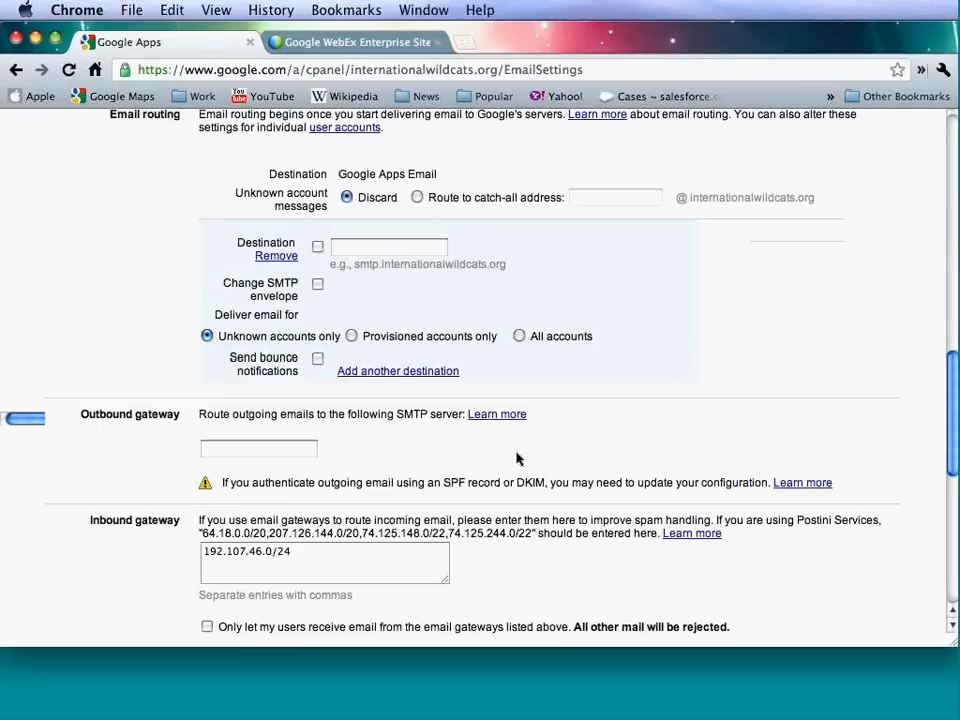 Chrome File Edit View History Bookmarks Window Help
Google Apps
Google WebEx Enterprise Site
https://www.google.com/a/cpanel/internationalwildcats.org/EmailSettings
Apple Google Maps Work YouTube Wikipedia News Popular Yahoo! Cases ~ salesforce.c » Other Bookmarks
Email routing
Email routing begins once you start delivering email to Google's servers. Learn more about email routing. You can also alter these
settings for individual user accounts.
Destination Google Apps Email
Unknown account
messages
Discard Route to catch-all address: @ internationalwildcats.org
Destination
Remove
e.g., smtp.internationalwildcats.org
Change SMTP
envelope
Deliver email for
Unknown accounts only Provisioned accounts only All accounts
Send bounce
notifications
Add another destination
Outbound gateway
Route outgoing emails to the following SMTP server: Learn more
If you authenticate outgoing email using an SPF record or DKIM, you may need to update your configuration. Learn more
Inbound gateway
If you use email gateways to route incoming email, please enter them here to improve spam handling. If you are using Postini Services,
"64.18.0.0/20,207.126.144.0/20,74.125.148.0/22,74.125.244.0/22" should be entered here. Learn more
192.107.46.0/24
Separate entries with commas
Only let my users receive email from the email gateways listed above. All other mail will be rejected.